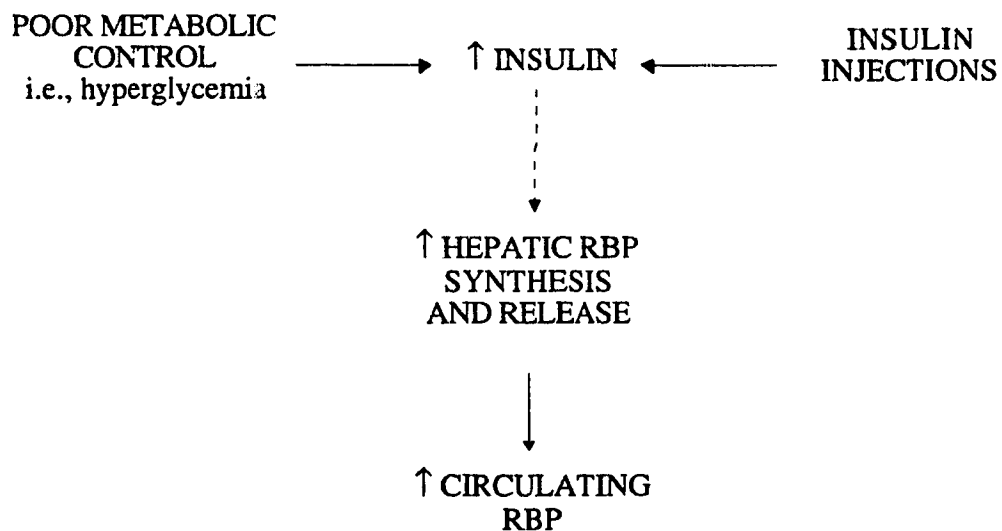 POOR METABOLIC
CONTROL
i.e., hyperglycemia
↑ INSULIN
INSULIN
INJECTIONS
↑ HEPATIC RBP
SYNTHESIS
AND RELEASE
↑ CIRCULATING
RBP